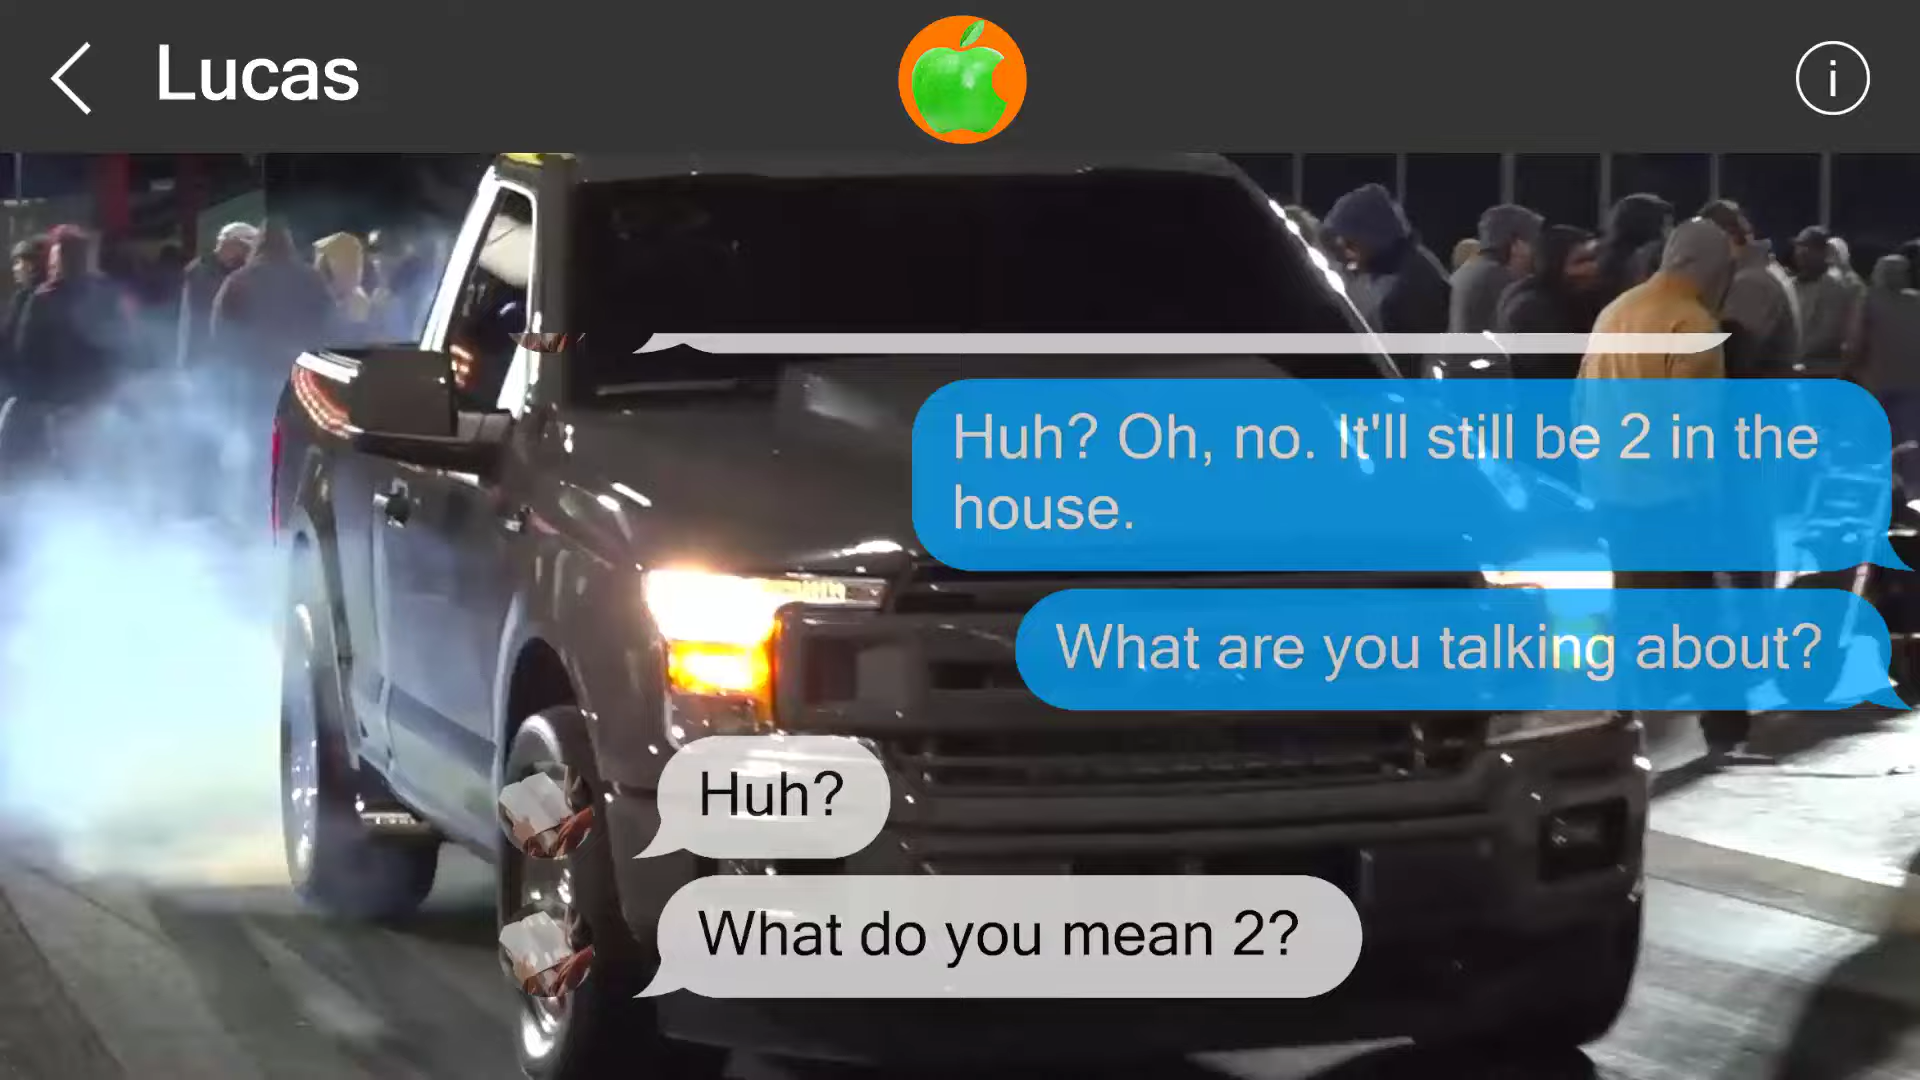 Lucas
Huh? Oh, no. It'll still be 2 in the
house.
What are you talking about?
Huh?
What do you mean 2?